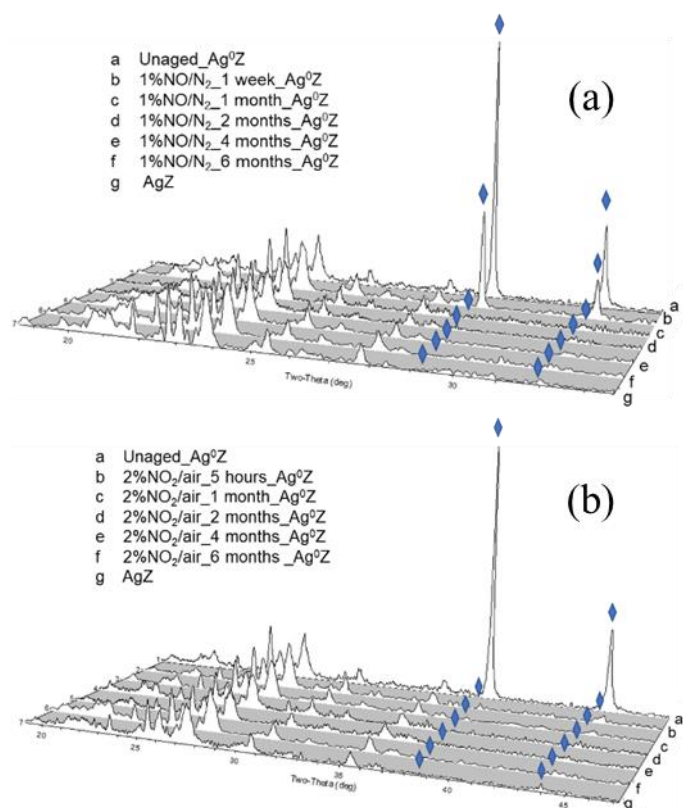 a Unaged_Ag⁰Z
b 1%NO/N₂_1 week_Ag⁰Z
c 1%NO/N₂_1 month_Ag⁰Z
d 1%NO/N₂_2 months_Ag⁰Z
e 1%NO/N₂_4 months_Ag⁰Z
f 1%NO/N₂_6 months_Ag⁰Z
g AgZ
(a)
a
b
c
d
e
f
g
7
20
25
30
Two-Theta (deg)
a Unaged_Ag⁰Z
b 2%NO₂/air_5 hours_Ag⁰Z
c 2%NO₂/air_1 month_Ag⁰Z
d 2%NO₂/air_2 months_Ag⁰Z
e 2%NO₂/air_4 months_Ag⁰Z
f 2%NO₂/air_6 months _Ag⁰Z
g AgZ
(b)
a
b
c
d
e
f
g
7
20
25
30
35
40
45
Two-Theta (deg)